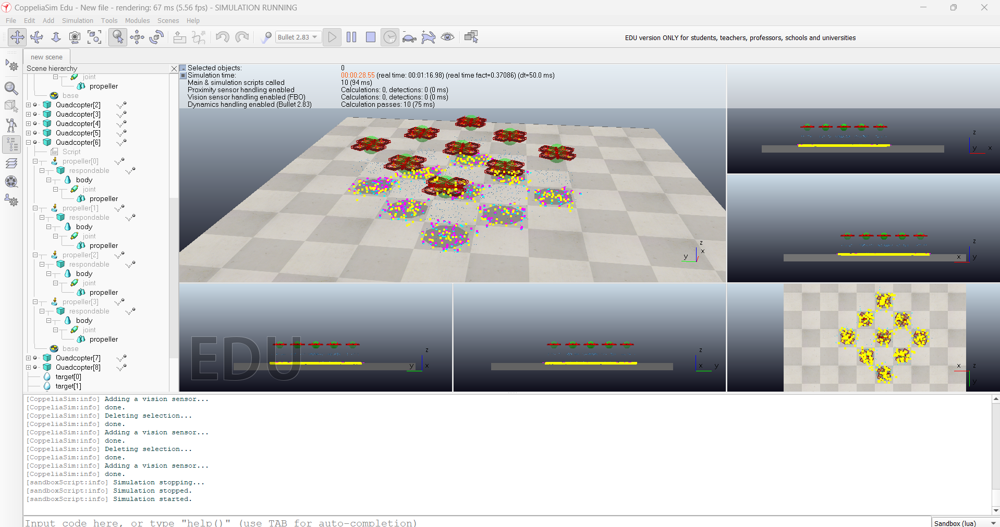 CoppeliaSim Edu - New file - rendering: 67 ms (5.56 fps) - SIMULATION RUNNING
File Edit Add Simulation Tools Modules Scenes Help
Bullet 2.83
EDU version ONLY for students, teachers, professors, schools and universities
new scene
Scene hierarchy
joint
propeller
base
Quadcopter[2]
Quadcopter[3]
Quadcopter[4]
Quadcopter[5]
Quadcopter[6]
Script
propeller[0]
respondable
body
joint
propeller
propeller[1]
respondable
body
joint
propeller
propeller[2]
respondable
body
joint
propeller
propeller[3]
respondable
body
joint
propeller
base
Quadcopter[7]
Quadcopter[8]
target[0]
target[1]
Selected objects: 0
Simulation time: 00:00:28.55 (real time: 00:01:16.98) (real time fact=0.37086) (dt=50.0 ms)
Main & simulation scripts called 10 (94 ms)
Proximity sensor handling enabled Calculations: 0, detections: 0 (0 ms)
Vision sensor handling enabled (FBO) Calculations: 0, detections: 0 (0 ms)
Dynamics handling enabled (Bullet 2.83) Calculation passes: 10 (75 ms)
z
x
y
z
y x
z
x y
EDU
z
y x
z
x y
x z
y
[CoppeliaSim:info] Adding a vision sensor...
[CoppeliaSim:info] done.
[CoppeliaSim:info] Deleting selection...
[CoppeliaSim:info] done.
[CoppeliaSim:info] Adding a vision sensor...
[CoppeliaSim:info] done.
[CoppeliaSim:info] Deleting selection...
[CoppeliaSim:info] done.
[CoppeliaSim:info] Adding a vision sensor...
[CoppeliaSim:info] done.
[sandboxScript:info] Simulation stopping...
[sandboxScript:info] Simulation stopped.
[sandboxScript:info] Simulation started.
Input code here, or type "help()" (use TAB for auto-completion)
Sandbox (lua)